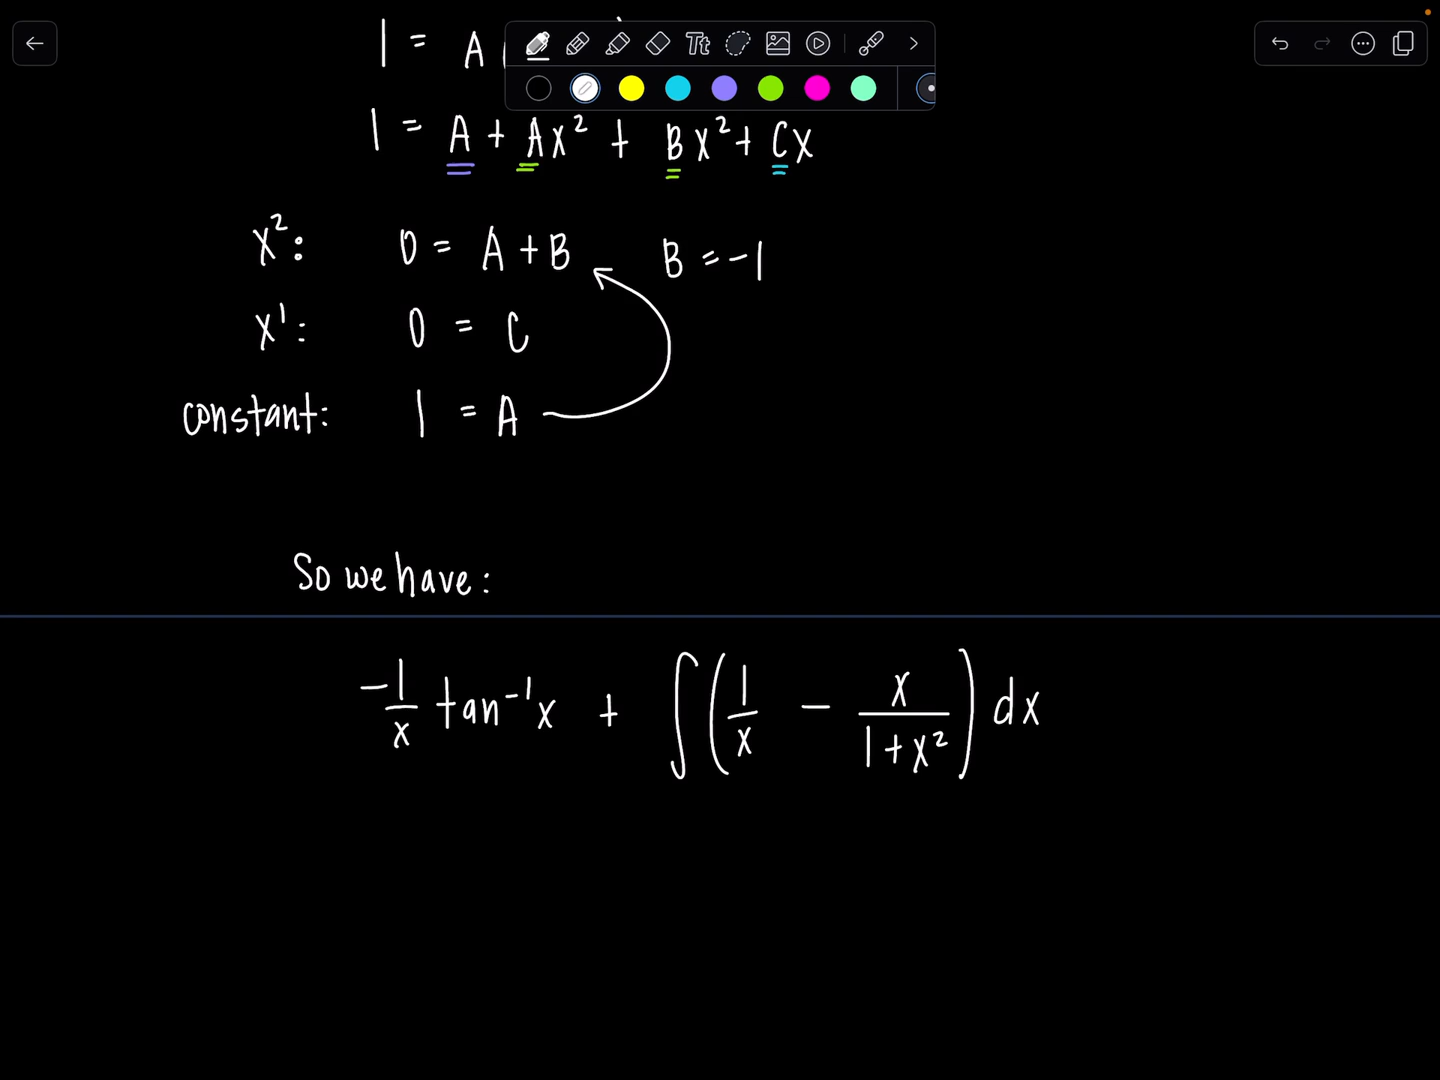 1 = A (
Tt
1 = A + Ax² + Bx² + Cx
x²: 0 = A + B B = -1
x¹: 0 = C
constant: 1 = A
So we have:
-1/x tan⁻¹x + ∫(1/x - x/(1+x²)) dx